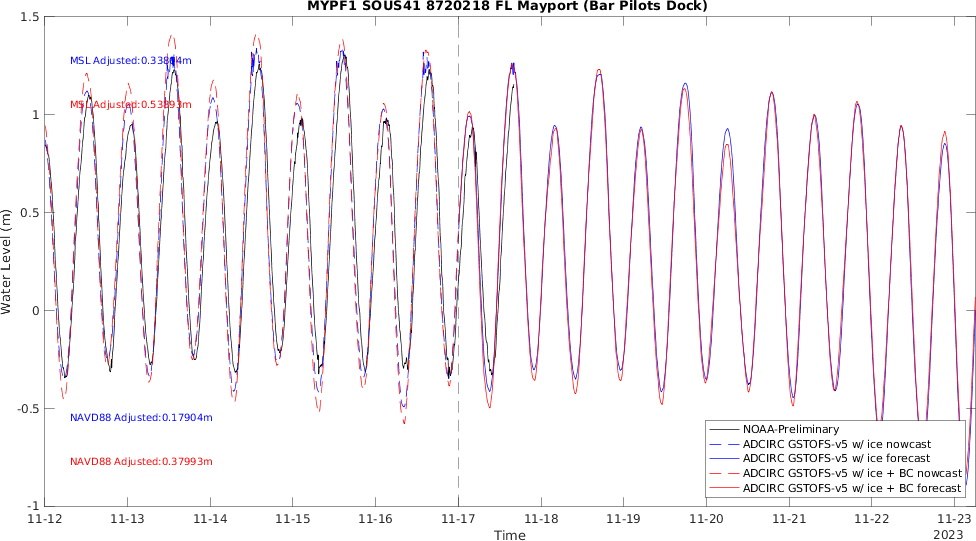 MYPF1 SOUS41 8720218 FL Mayport (Bar Pilots Dock)
1.5
MSL Adjusted:0.33804m
MSL Adjusted:0.53893m
1
0.5
Water Level (m)
0
-0.5
NAVD88 Adjusted:0.17904m
NAVD88 Adjusted:0.37993m
NOAA-Preliminary
ADCIRC GSTOFS-v5 w/ ice nowcast
ADCIRC GSTOFS-v5 w/ ice forecast
ADCIRC GSTOFS-v5 w/ ice + BC nowcast
ADCIRC GSTOFS-v5 w/ ice + BC forecast
-1
11-12 11-13 11-14 11-15 11-16 11-17 11-18 11-19 11-20 11-21 11-22 11-23
Time
2023